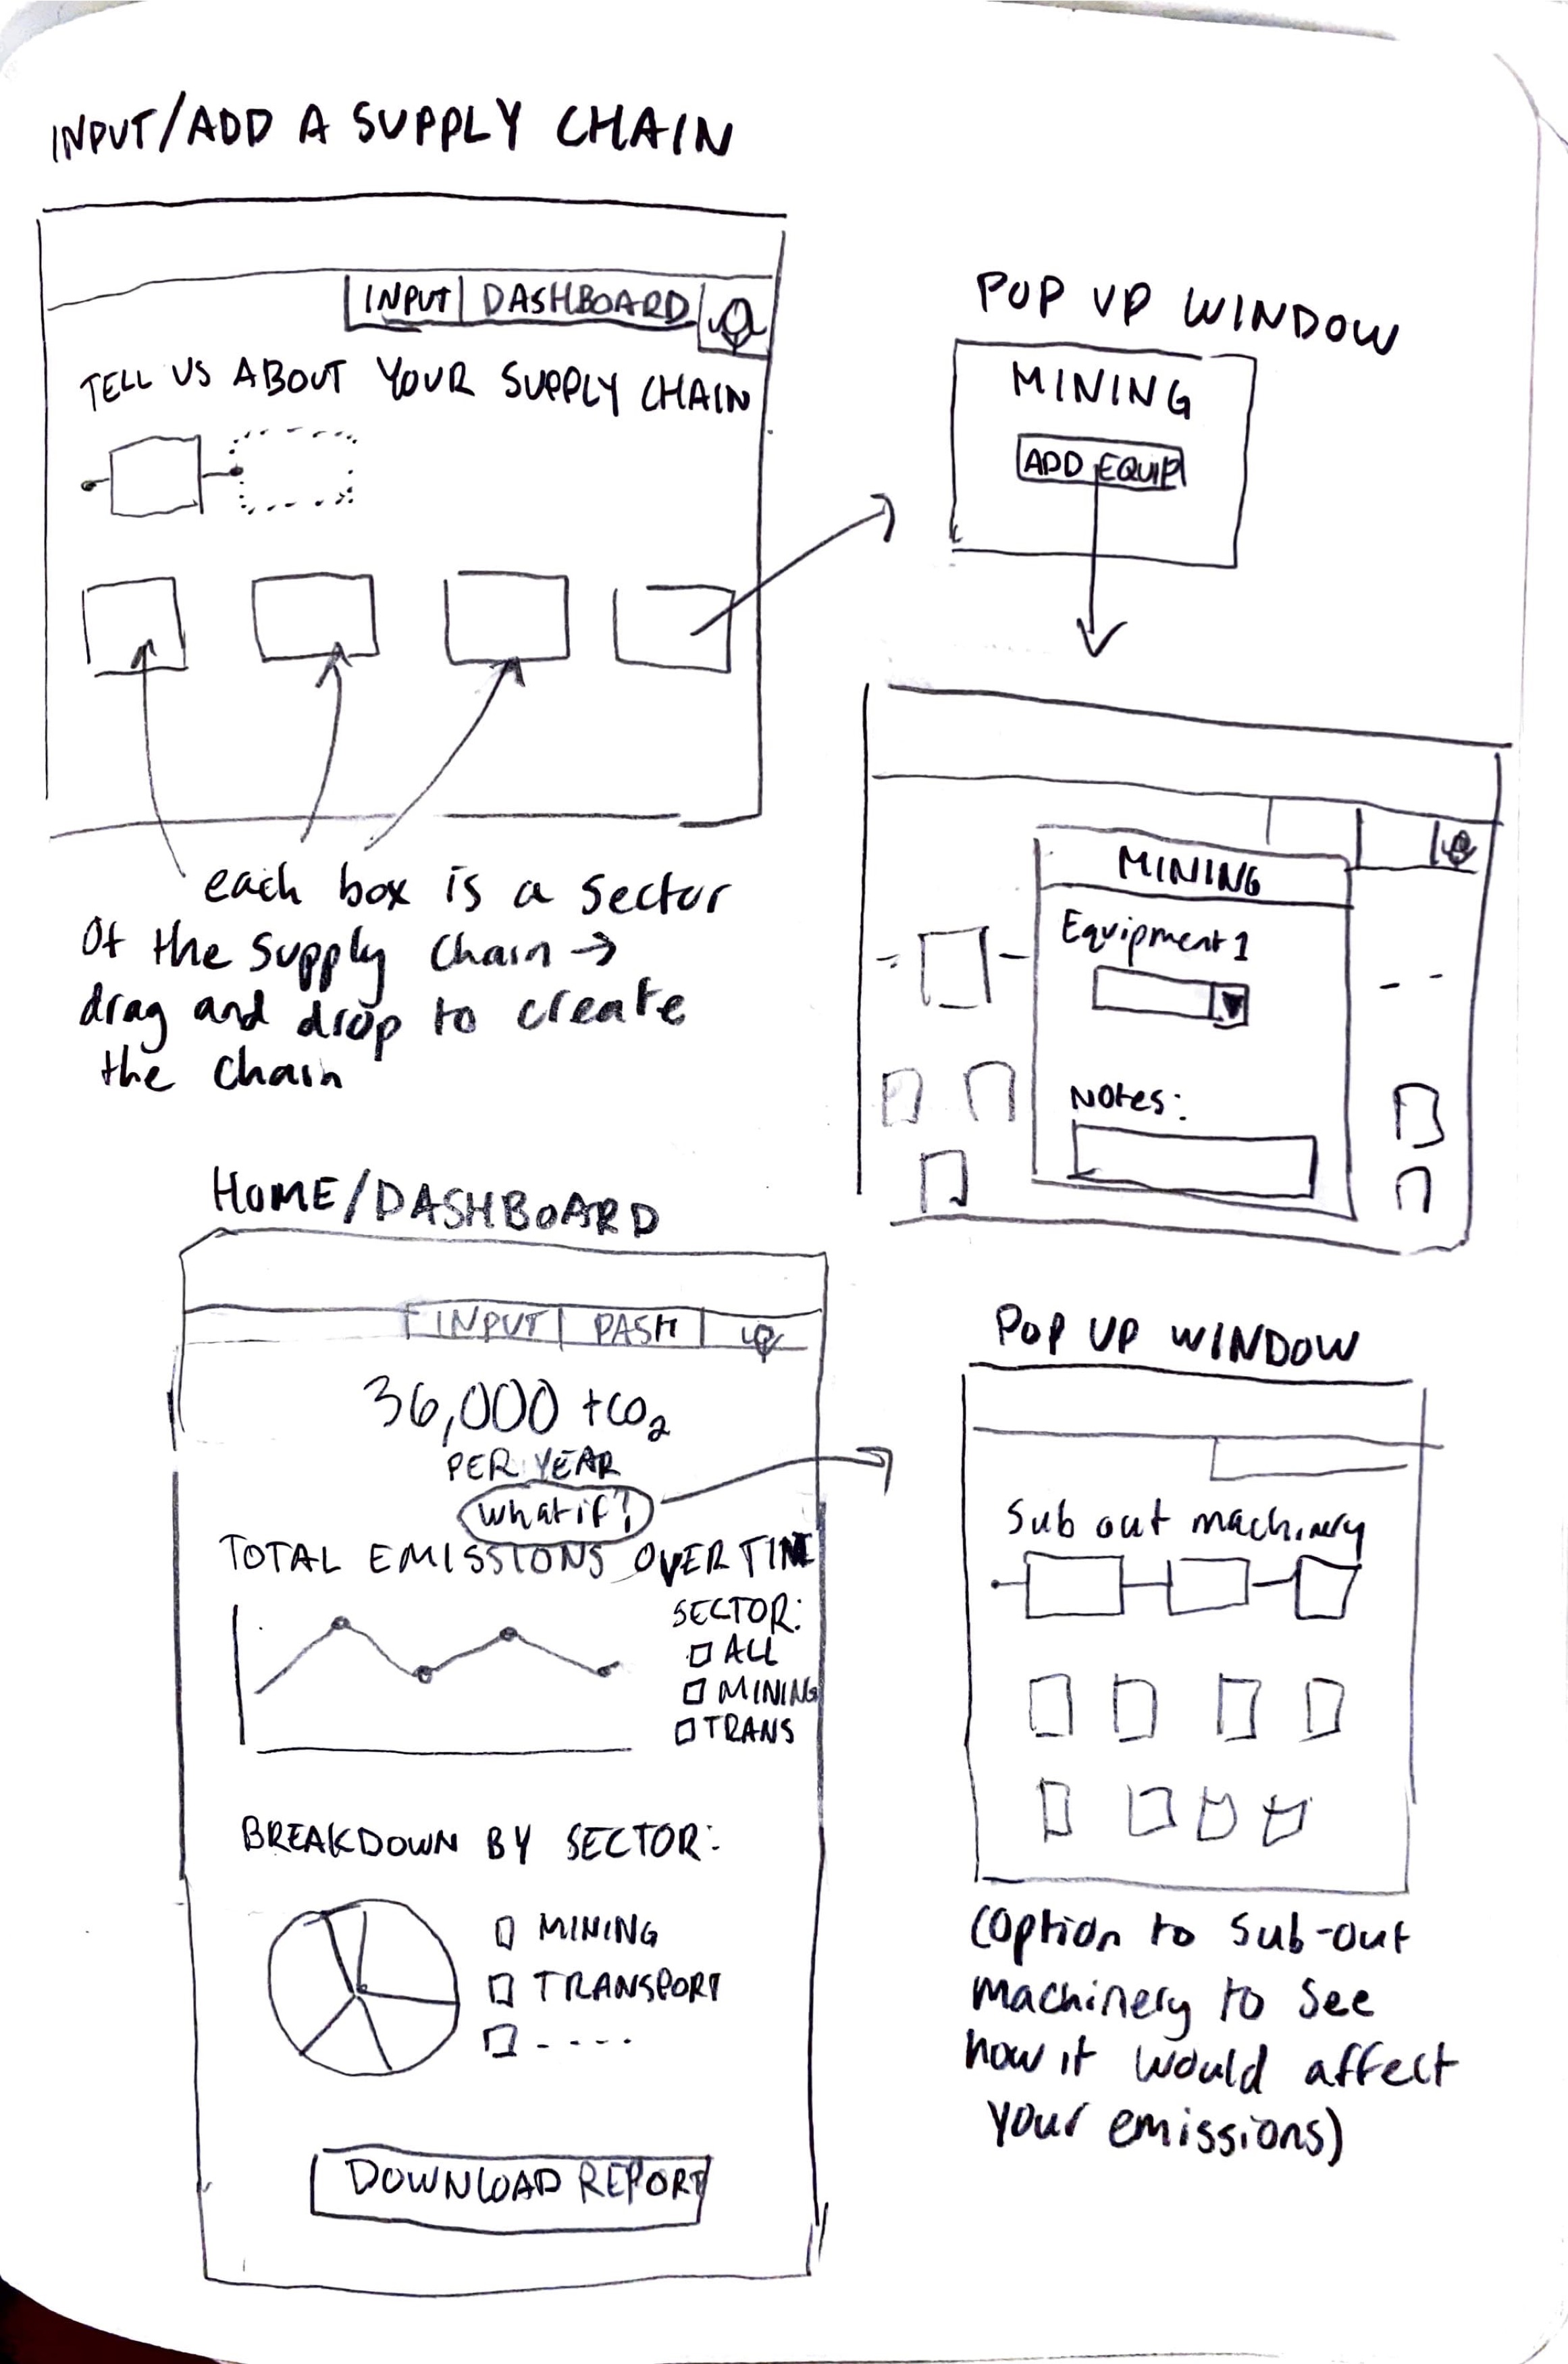 INPUT/ADD A SUPPLY CHAIN
INPUT DASHBOARD
TELL US ABOUT YOUR SUPPLY CHAIN
each box is a sector
of the supply chain →
drag and drop to create
the chain
POP UP WINDOW
MINING
ADD EQUIP
MINING
Equipment 1
Notes:
HOME/DASHBOARD
INPUT DASH
36,000 tCO₂
PER YEAR
What if?
TOTAL EMISSIONS OVER TIME
SECTOR:
ALL
MINING
TRANS
BREAKDOWN BY SECTOR:
MINING
TRANSPORT
- - - -
DOWNLOAD REPORT
POP UP WINDOW
Sub out machinery
(option to sub-out
machinery to see
how it would affect
your emissions)